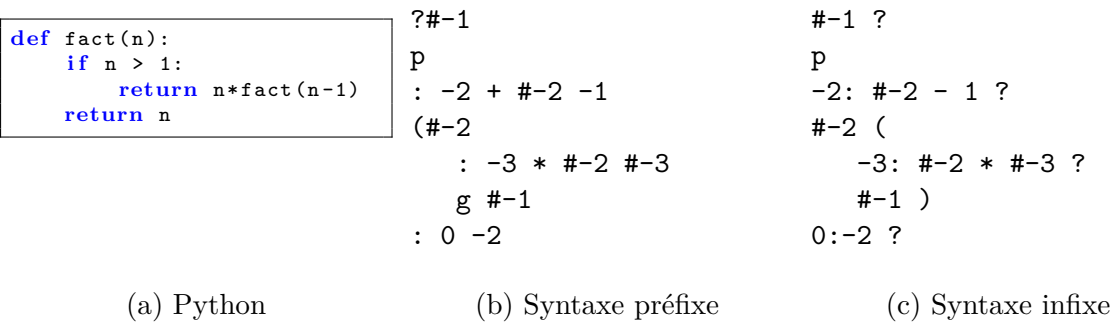 def fact(n):
    if n > 1:
        return n*fact(n-1)
    return n
(a) Python
?#-1
p
: -2 + #-2 -1
(#-2
   : -3 * #-2 #-3
   g #-1
: 0 -2
(b) Syntaxe préfixe
#-1 ?
p
-2: #-2 - 1 ?
#-2 (
   -3: #-2 * #-3 ?
   #-1 )
0:-2 ?
(c) Syntaxe infixe